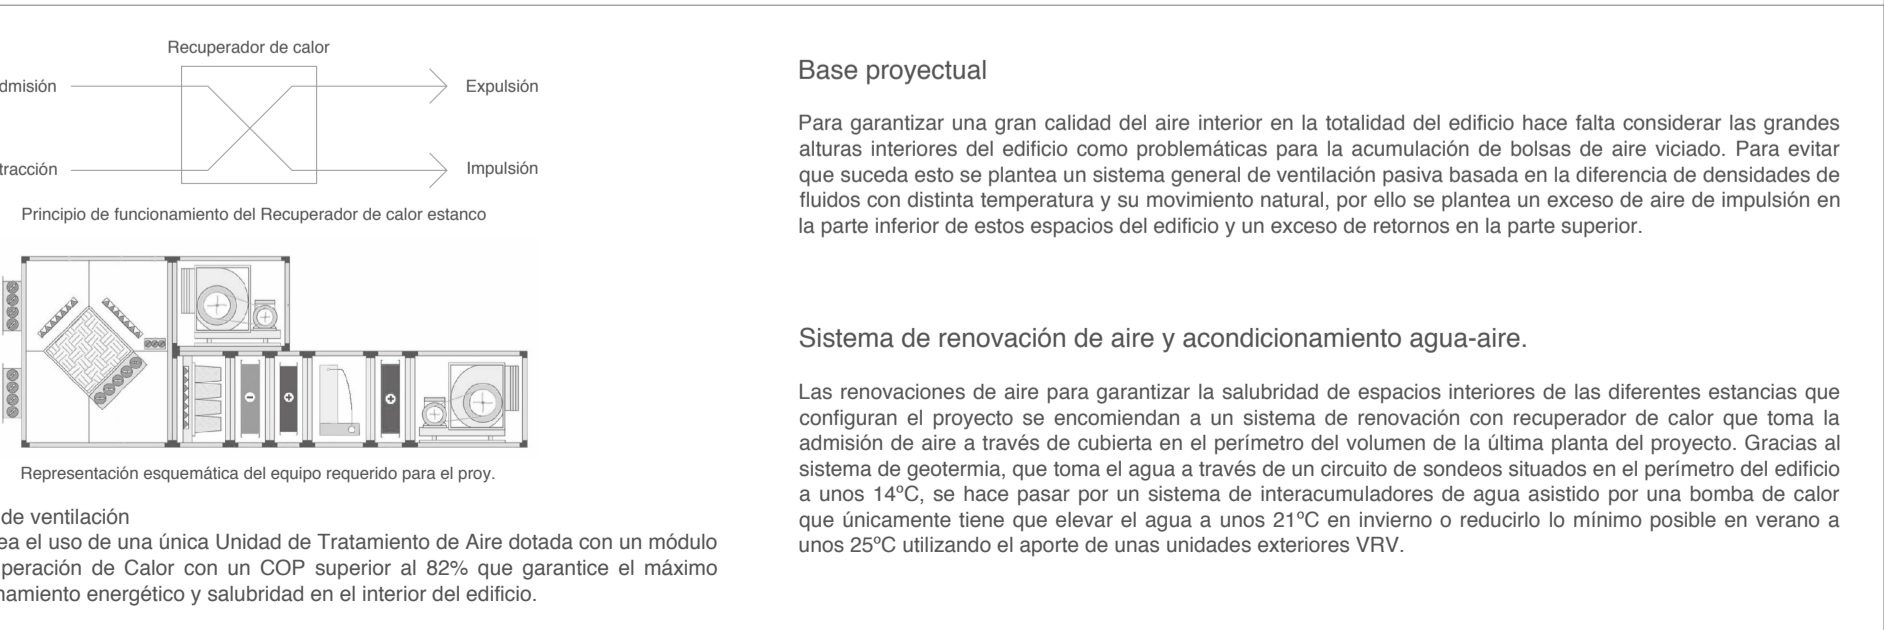 Recuperador de calor
dmisión
Expulsión
tracción
Impulsión
Principio de funcionamiento del Recuperador de calor estanco
Representación esquemática del equipo requerido para el proy.
de ventilación
ea el uso de una única Unidad de Tratamiento de Aire dotada con un módulo
peración de Calor con un COP superior al 82% que garantice el máximo
namiento energético y salubridad en el interior del edificio.
Base proyectual
Para garantizar una gran calidad del aire interior en la totalidad del edificio hace falta considerar las grandes
alturas interiores del edificio como problemáticas para la acumulación de bolsas de aire viciado. Para evitar
que suceda esto se plantea un sistema general de ventilación pasiva basada en la diferencia de densidades de
fluidos con distinta temperatura y su movimiento natural, por ello se plantea un exceso de aire de impulsión en
la parte inferior de estos espacios del edificio y un exceso de retornos en la parte superior.
Sistema de renovación de aire y acondicionamiento agua-aire.
Las renovaciones de aire para garantizar la salubridad de espacios interiores de las diferentes estancias que
configuran el proyecto se encomiendan a un sistema de renovación con recuperador de calor que toma la
admisión de aire a través de cubierta en el perímetro del volumen de la última planta del proyecto. Gracias al
sistema de geotermia, que toma el agua a través de un circuito de sondeos situados en el perímetro del edificio
a unos 14ºC, se hace pasar por un sistema de interacumuladores de agua asistido por una bomba de calor
que únicamente tiene que elevar el agua a unos 21ºC en invierno o reducirlo lo mínimo posible en verano a
unos 25ºC utilizando el aporte de unas unidades exteriores VRV.